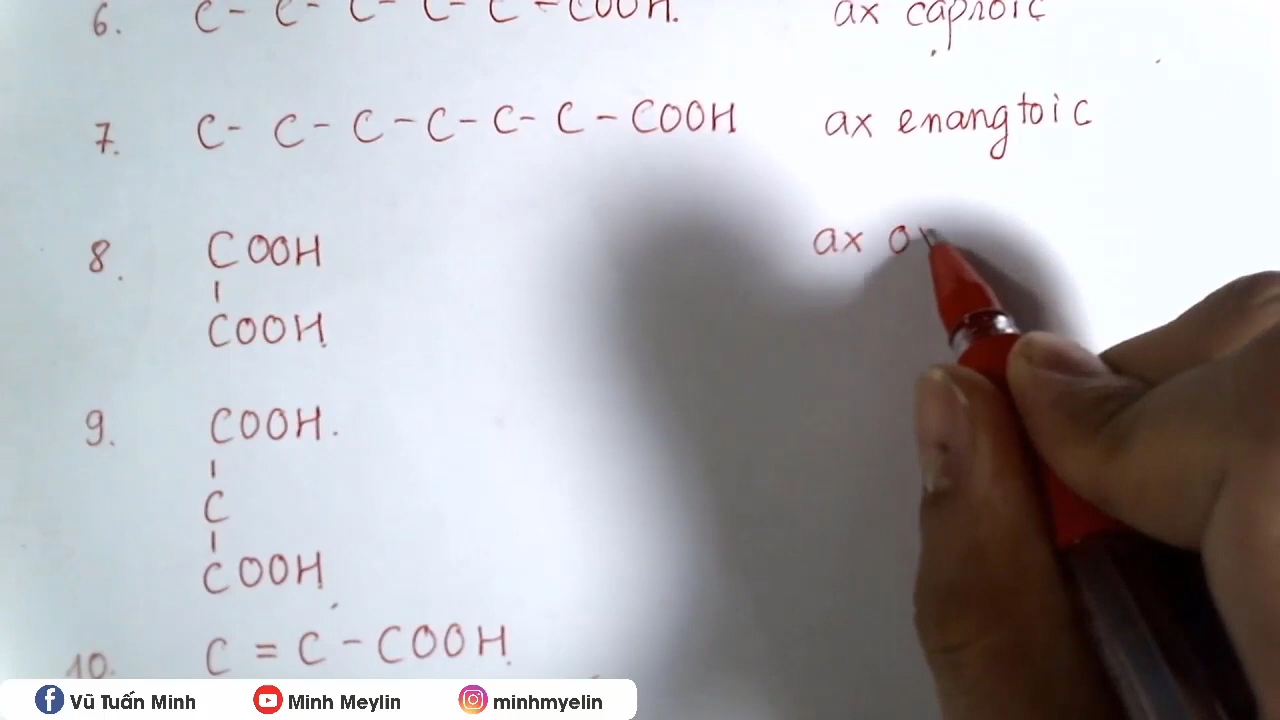 6. C - C - C - C - C - COOH. ax caproic
7. C - C - C - C - C - C - COOH ax enangtoic
8. COOH ax o
COOH
9. COOH.
C
COOH
10. C = C - COOH
Vũ Tuấn Minh Minh Meylin minhmyelin